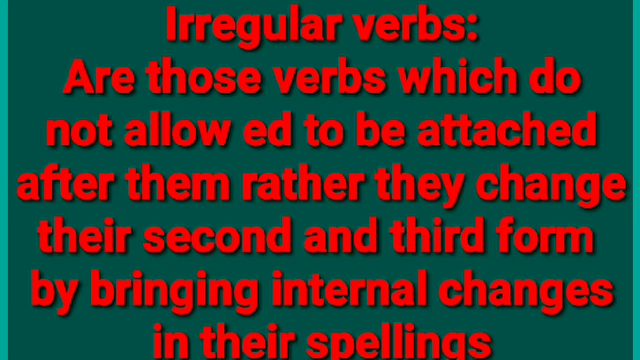 Irregular verbs:
Are those verbs which do
not allow ed to be attached
after them rather they change
their second and third form
by bringing internal changes
in their spellings